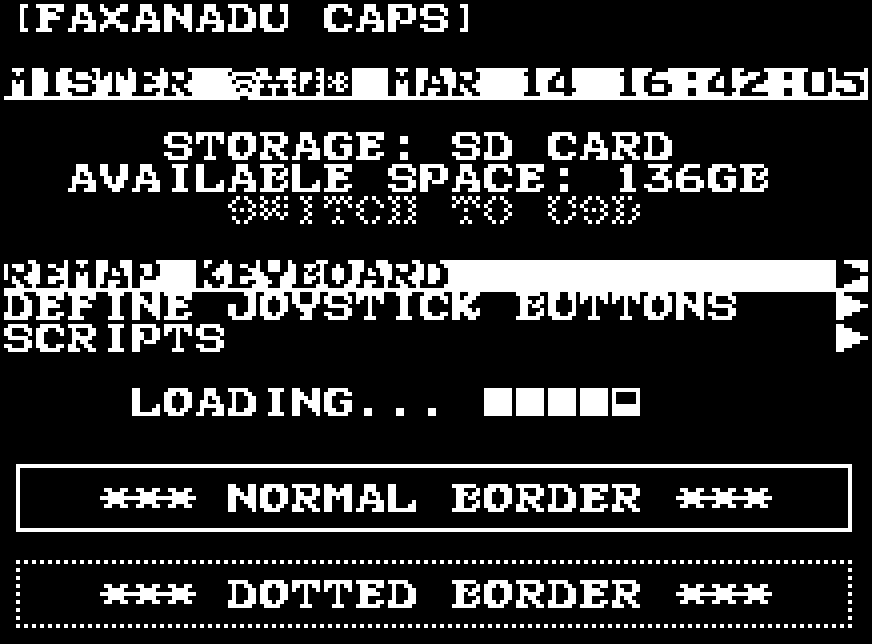 [FAXANADU CAPS]
MISTER MAR 14 16:42:05
STORAGE: SD CARD
AVAILABLE SPACE: 136GB
SWITCH TO USB
REMAP KEYBOARD
DEFINE JOYSTICK BUTTONS
SCRIPTS
LOADING...
*** NORMAL BORDER ***
*** DOTTED BORDER ***